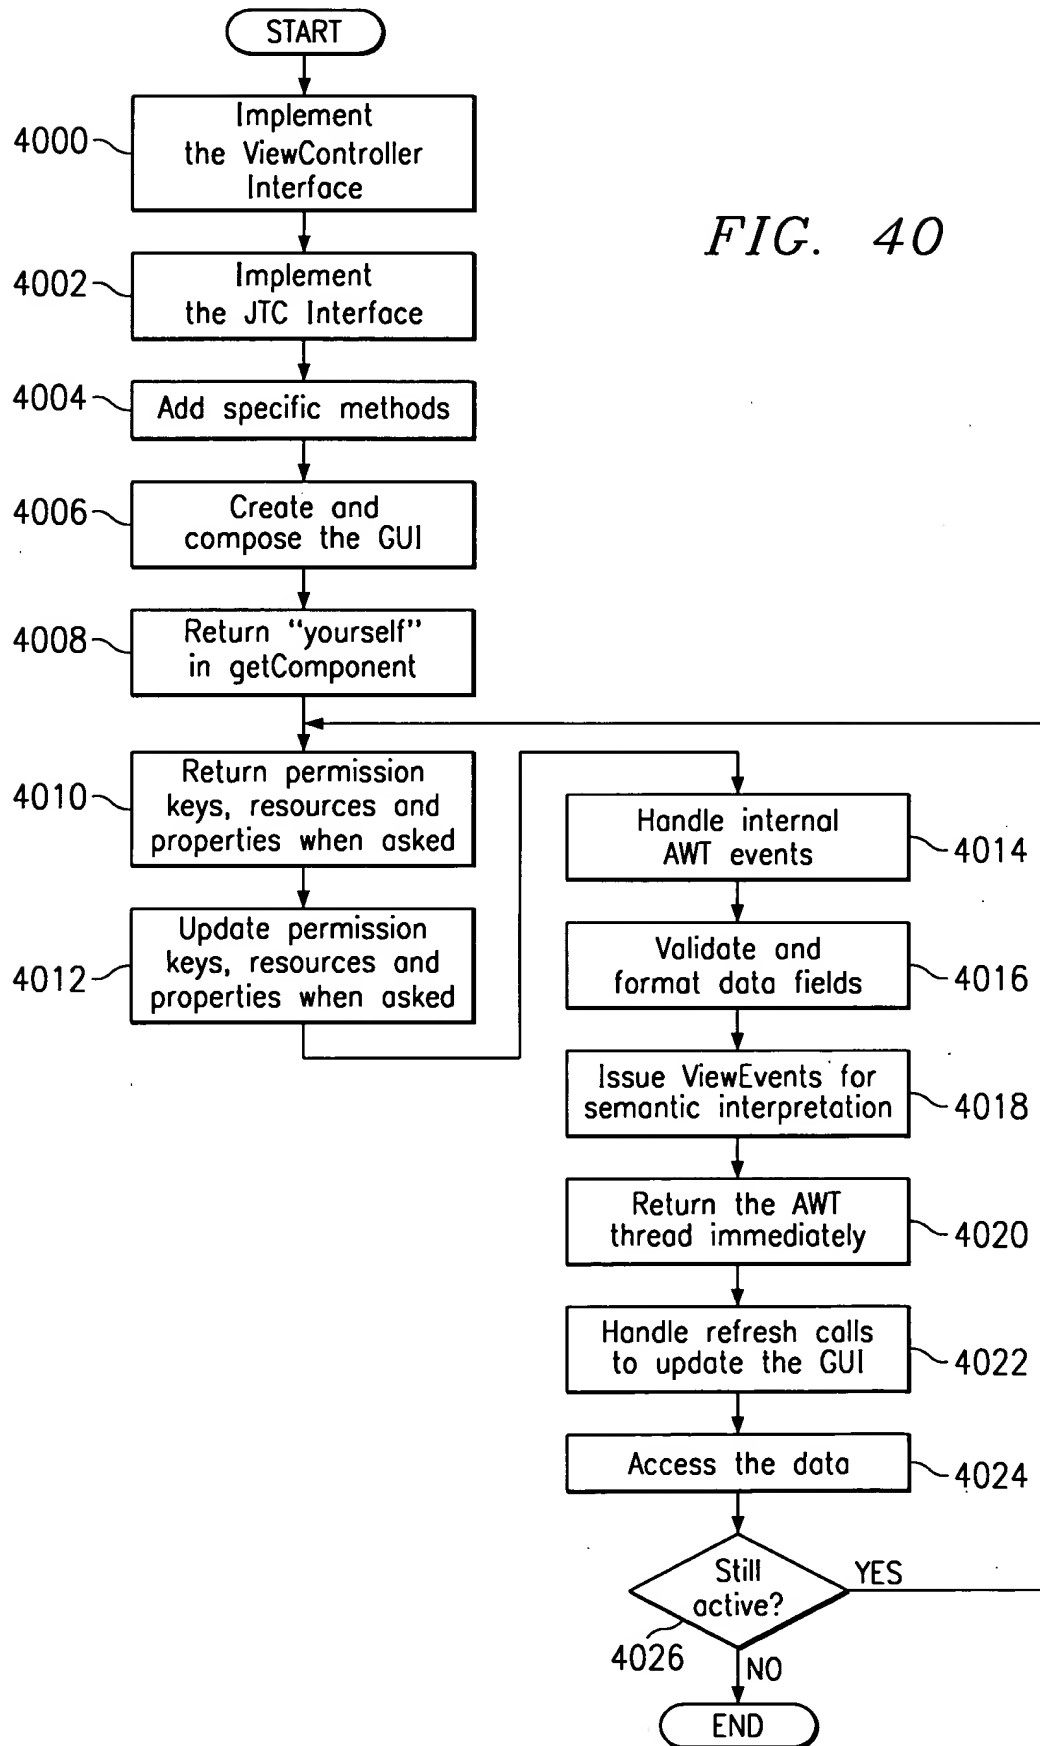 START
4000
Implement
the ViewController
Interface
FIG. 40
4002
Implement
the JTC Interface
4004
Add specific methods
4006
Create and
compose the GUI
4008
Return “yourself”
in getComponent
4010
Return permission
keys, resources and
properties when asked
4012
Update permission
keys, resources and
properties when asked
Handle internal
AWT events
4014
Validate and
format data fields
4016
Issue ViewEvents for
semantic interpretation
4018
Return the AWT
thread immediately
4020
Handle refresh calls
to update the GUI
4022
Access the data
4024
Still
active?
YES
4026
NO
END